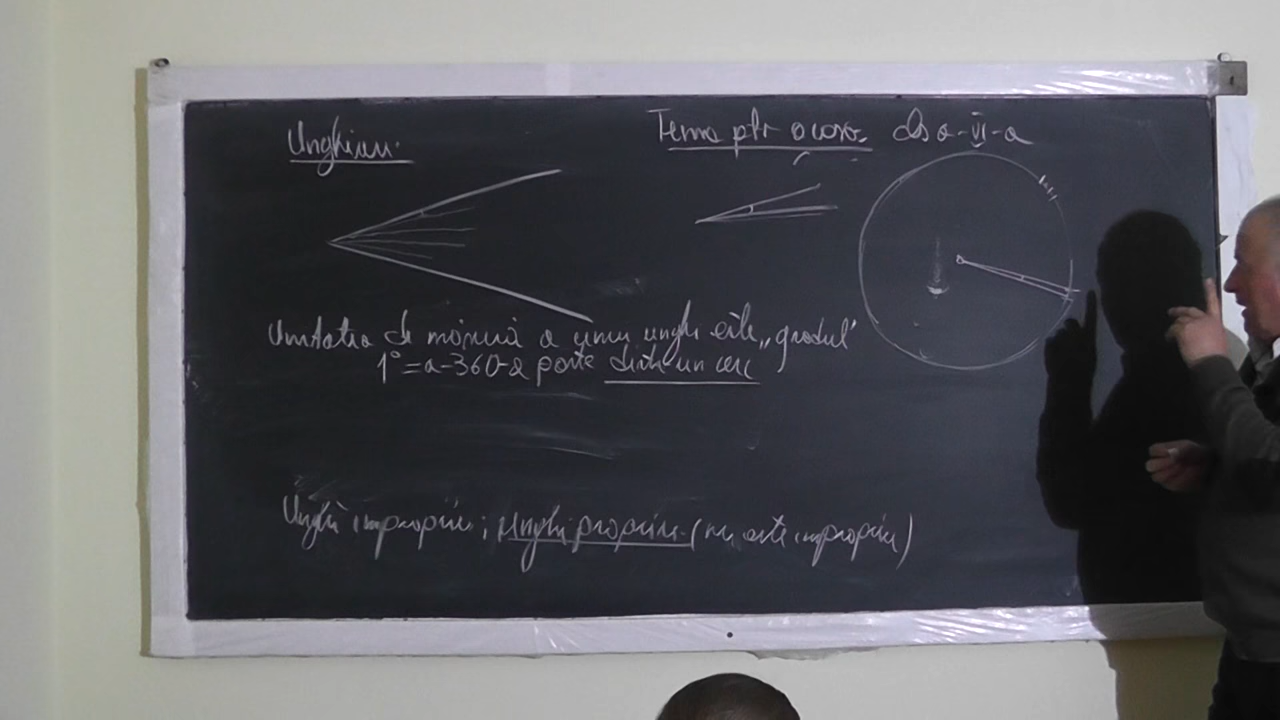 Unghiuri
Tema ptr acasă cls a-VI-a
Unitatea de măsură a unui unghi este „gradul”
1° = a-360-a parte dintr-un cerc
Unghi impropriu; Unghi propriu (nu este impropriu)